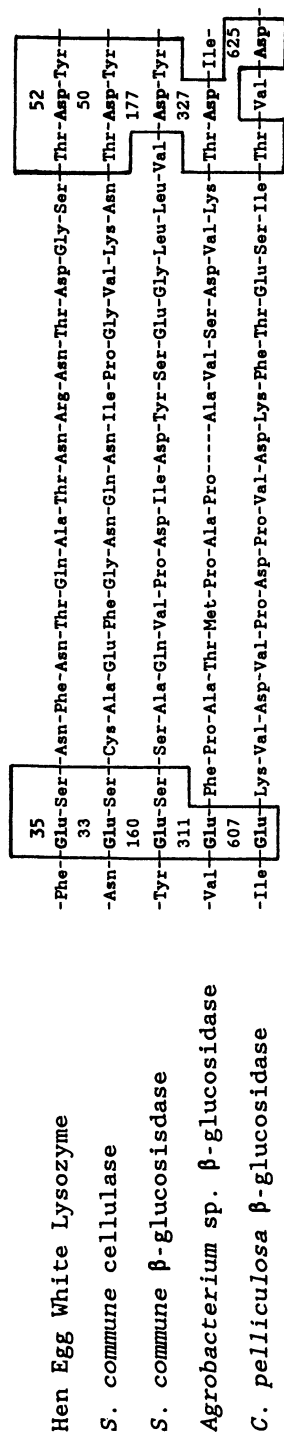 35 52
Hen Egg White Lysozyme -Phe-Glu-Ser-Asn-Phe-Asn-Thr-Gln-Ala-Thr-Asn-Arg-Asn-Thr-Asp-Gly-Ser-Thr-Asp-Tyr-
33 50
S. commune cellulase -Asn-Glu-Ser-Cys-Ala-Glu-Phe-Gly-Asn-Gln-Asn-Ile-Pro-Gly-Val-Lys-Asn-Thr-Asp-Tyr-
160 177
S. commune β-glucosisdase -Tyr-Glu-Ser-Ser-Ala-Gln-Val-Pro-Asp-Ile-Asp-Tyr-Ser-Glu-Gly-Leu-Leu-Val-Asp-Tyr-
311 327
Agrobacterium sp. β-glucosidase -Val-Glu-Phe-Pro-Ala-Thr-Met-Pro-Ala-Pro-----Ala-Val-Ser-Asp-Val-Lys-Thr-Asp-Ile-
607 625
C. pelliculosa β-glucosidase -Ile-Glu-Lys-Val-Asp-Val-Pro-Asp-Pro-Val-Asp-Lys-Phe-Thr-Glu-Ser-Ile-Thr-Val-Asp-